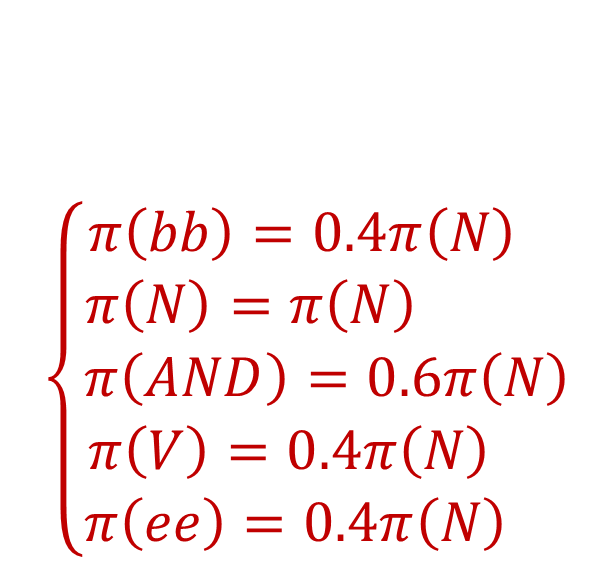 π(bb) = 0.4π(N)
π(N) = π(N)
π(AND) = 0.6π(N)
π(V) = 0.4π(N)
π(ee) = 0.4π(N)